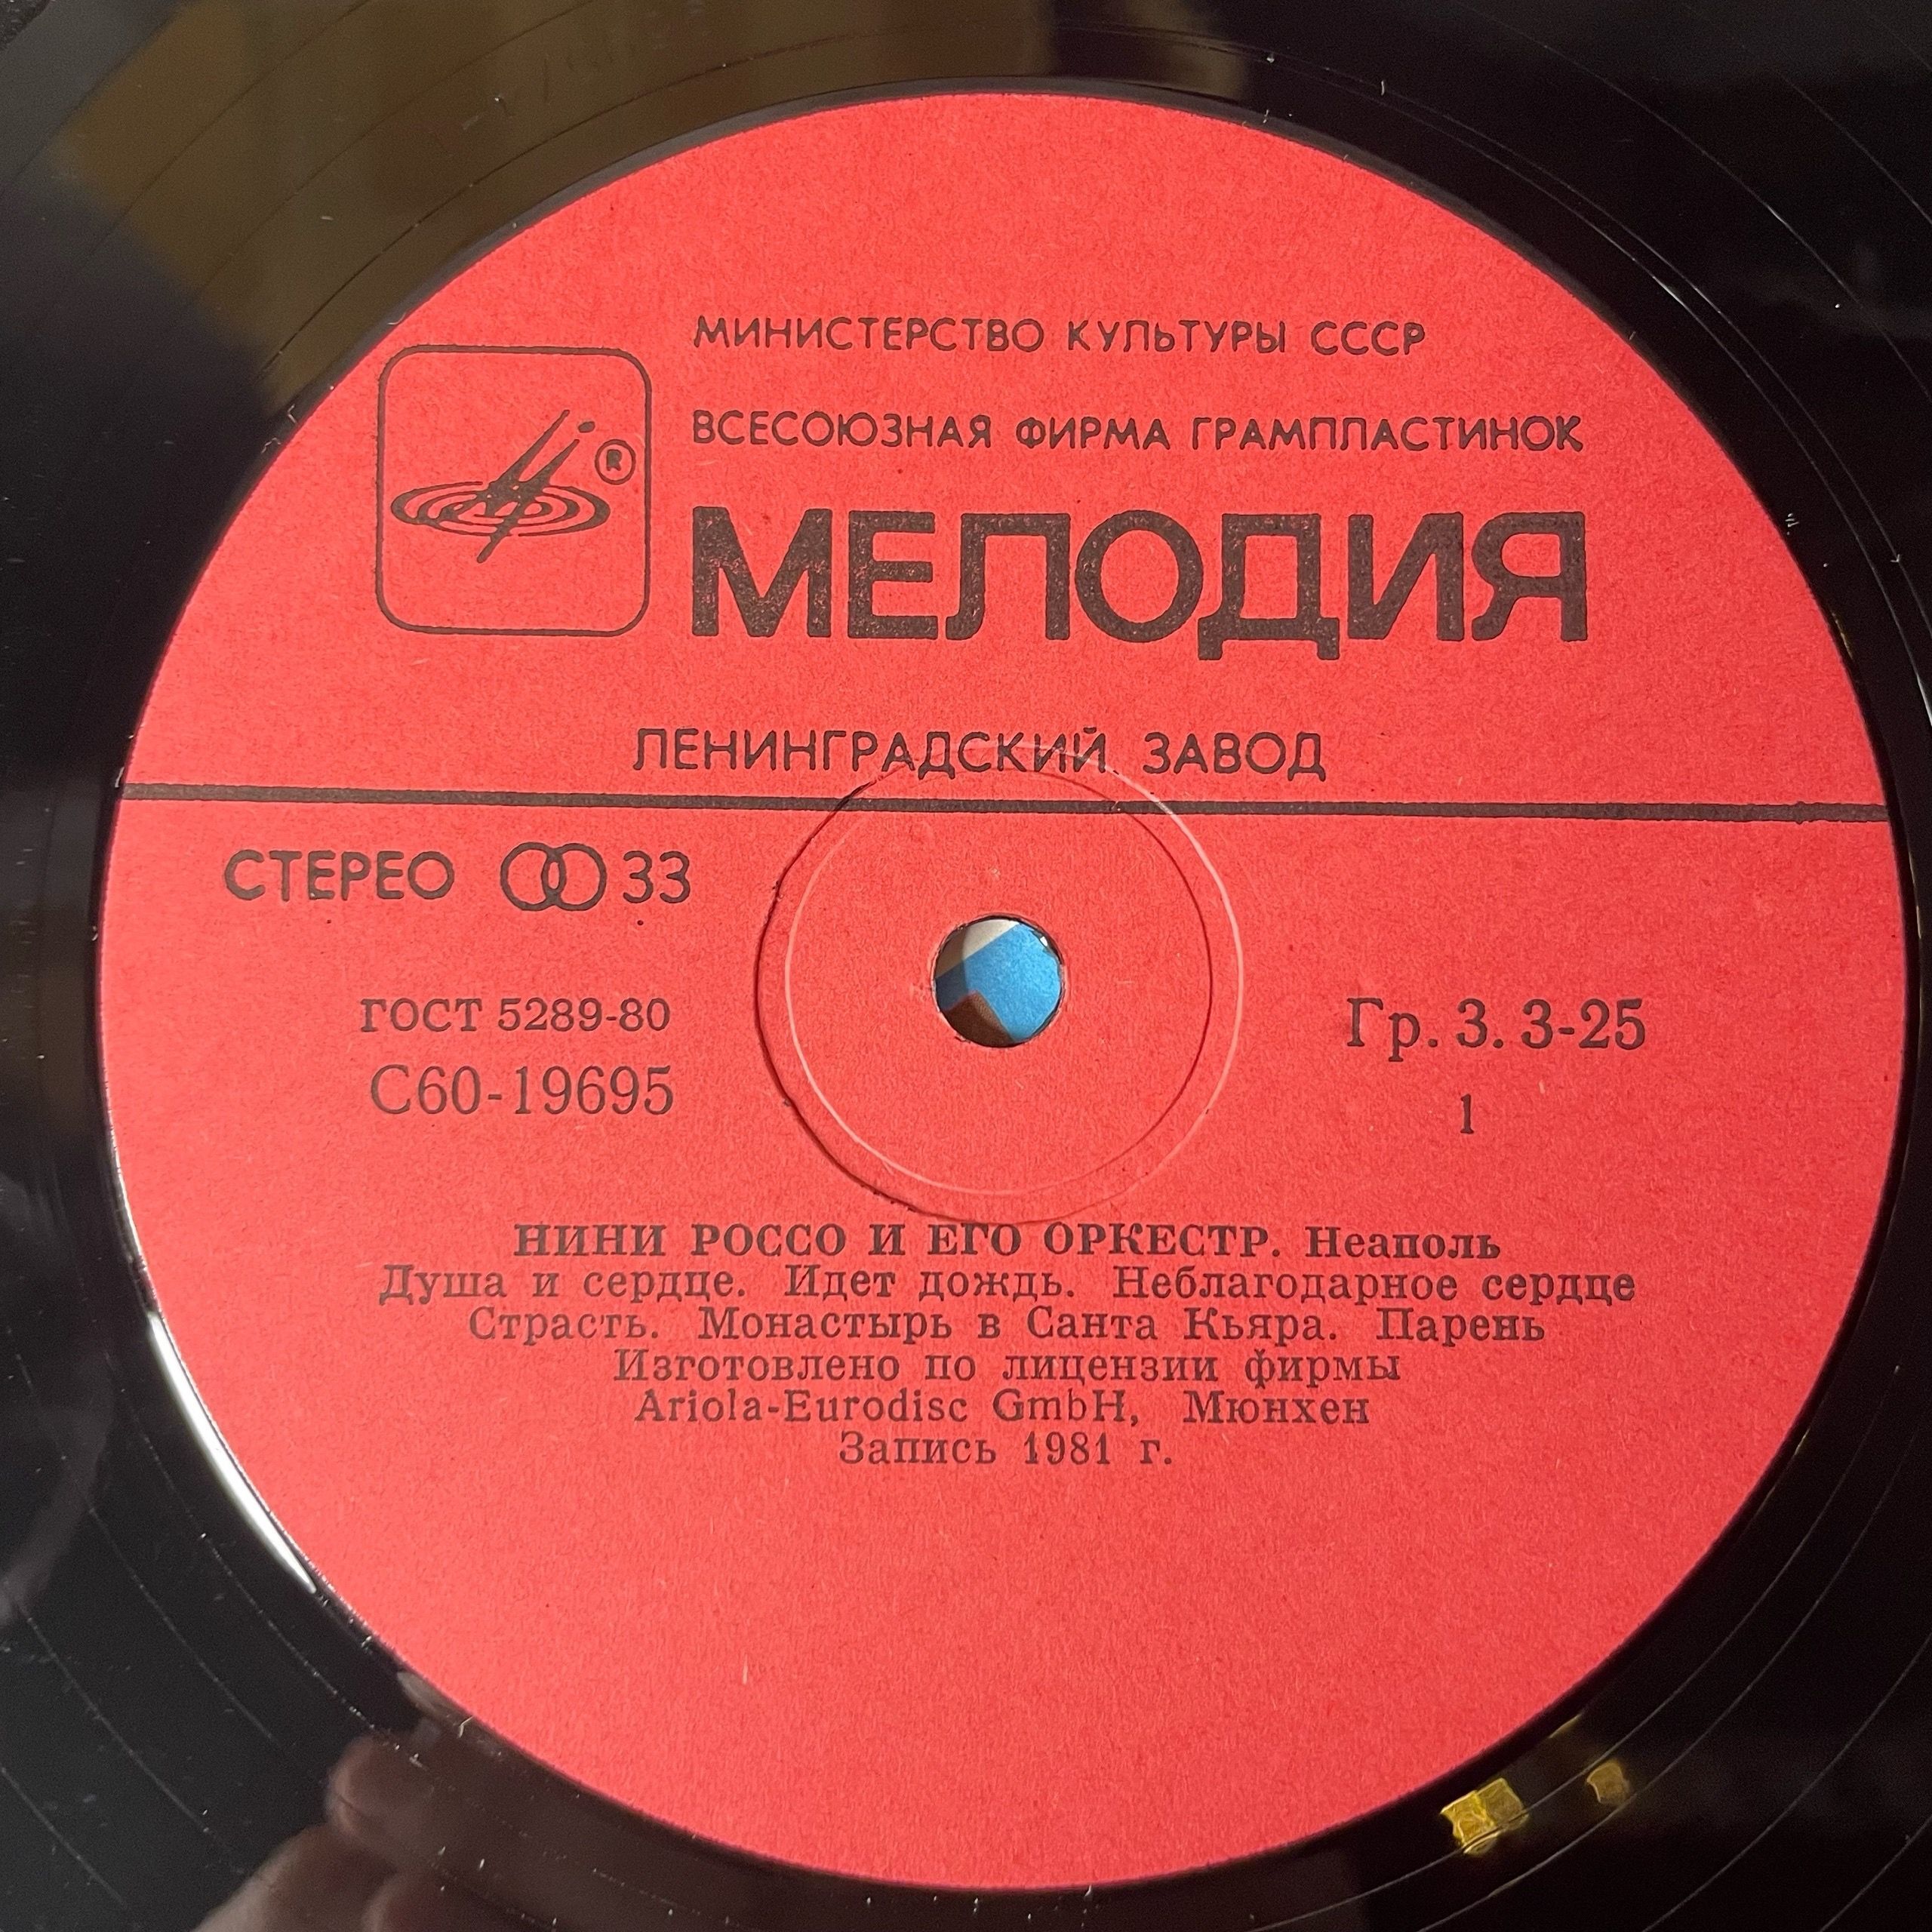 МИНИСТЕРСТВО КУЛЬТУРЫ СССР
ВСЕСОЮЗНАЯ ФИРМА ГРАМПЛАСТИНОК
®
МЕЛОДИЯ
ЛЕНИНГРАДСКИЙ ЗАВОД
СТЕРЕО 33
ГОСТ 5289-80
Гр. 3. 3-25
С60-19695
1
НИНИ РОССО И ЕГО ОРКЕСТР. Неаполь
Душа и сердце. Идет дождь. Неблагодарное сердце
Страсть. Монастырь в Санта Кьяра. Парень
Изготовлено по лицензии фирмы
Ariola-Eurodisc GmbH, Мюнхен
Запись 1981 г.